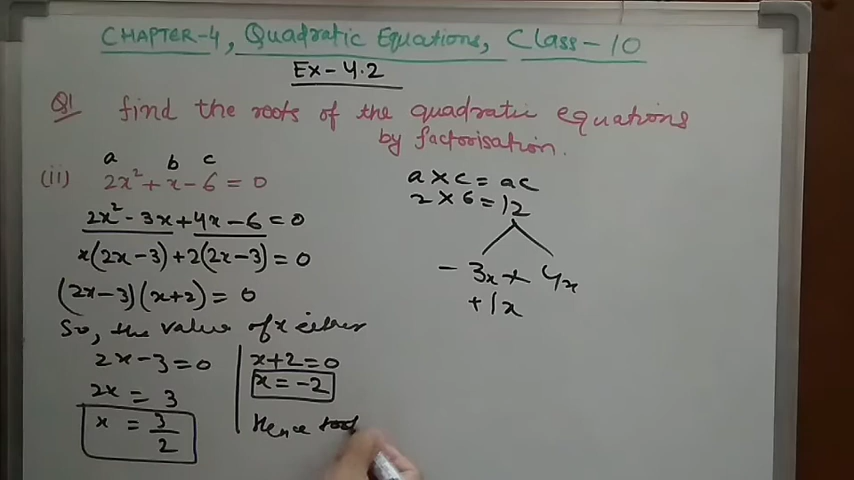 CHAPTER-4, Quadratic Equations, Class-10
Ex-4.2
Q1 find the roots of the quadratic equations
by factorisation.
a b c
(ii) 2x² + x - 6 = 0
2x² - 3x + 4x - 6 = 0
x(2x-3) + 2(2x-3) = 0
(2x-3)(x+2) = 0
So, the value of x either
2x - 3 = 0
2x = 3
x = 3/2
x + 2 = 0
x = -2
Hence root
a × c = ac
2 × 6 = 12
- 3x + 4x
+1x